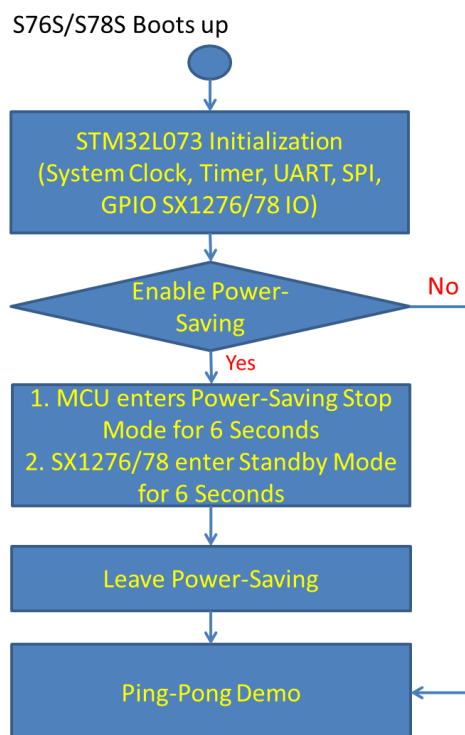 S76S/S78S Boots up
STM32L073 Initialization
(System Clock, Timer, UART, SPI,
GPIO SX1276/78 IO)
Enable Power-
Saving
No
Yes
1. MCU enters Power-Saving Stop
Mode for 6 Seconds
2. SX1276/78 enter Standby Mode
for 6 Seconds
Leave Power-Saving
Ping-Pong Demo